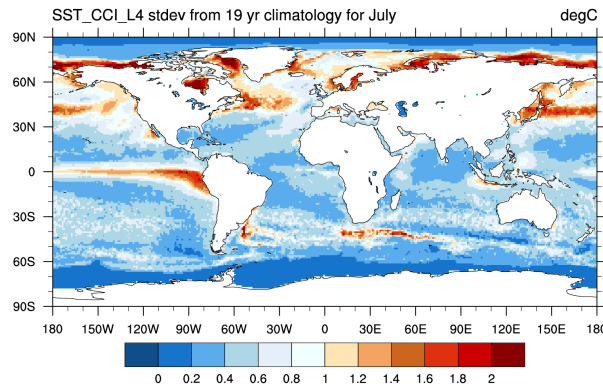 SST_CCI_L4 stdev from 19 yr climatology for July degC
90N
60N
30N
0
30S
60S
90S
180 150W 120W 90W 60W 30W 0 30E 60E 90E 120E 150E 180
0 0.2 0.4 0.6 0.8 1 1.2 1.4 1.6 1.8 2